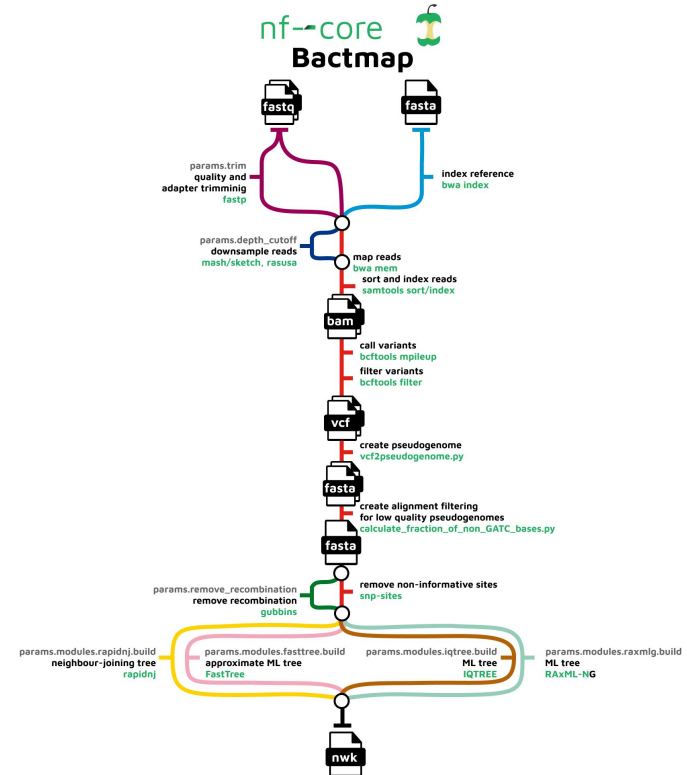 nf-core
Bactmap
fastq
fasta
params.trim
quality and
adapter trimminig
fastp
index reference
bwa index
params.depth_cutoff
downsample reads
mash/sketch, rasusa
map reads
bwa mem
sort and index reads
samtools sort/index
bam
call variants
bcftools mpileup
filter variants
bcftools filter
vcf
create pseudogenome
vcf2pseudogenome.py
fasta
create alignment filtering
for low quality pseudogenomes
calculate_fraction_of_non_GATC_bases.py
fasta
params.remove_recombination
remove recombination
gubbins
remove non-informative sites
snp-sites
params.modules.rapidnj.build
neighbour-joining tree
rapidnj
params.modules.fasttree.build
approximate ML tree
FastTree
params.modules.iqtree.build
ML tree
IQTREE
params.modules.raxmlg.build
ML tree
RAxML-NG
nwk